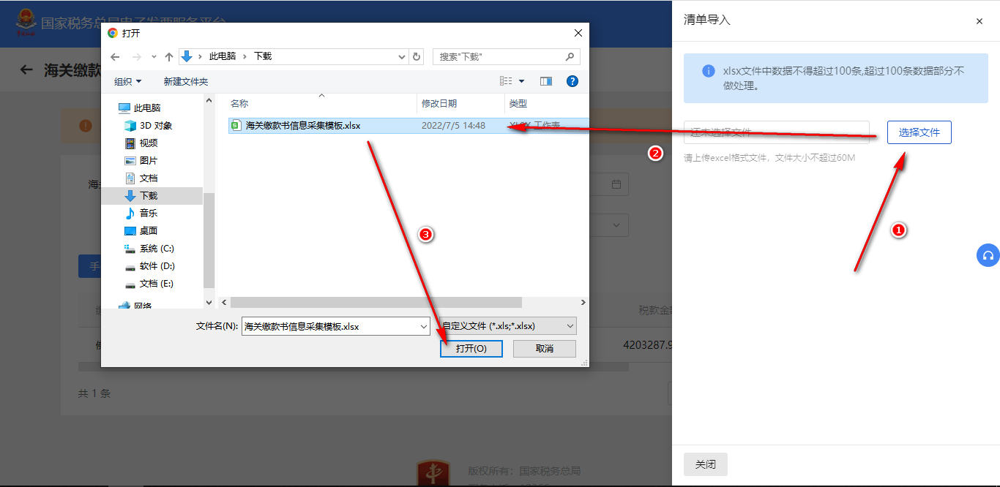 国家税务总局电子发票服务平台
海关缴款
海
手
税款金
4203287.9
共 1 条
版权所有：国家税务总局
打开
此电脑 › 下载
搜索"下载"
组织
新建文件夹
名称
修改日期
类型
海关缴款书信息采集模板.xlsx
2022/7/5 14:48
XLSX 工作表
此电脑
3D 对象
视频
图片
文档
下载
音乐
桌面
系统 (C:)
软件 (D:)
文档 (E:)
网络
文件名(N):
海关缴款书信息采集模板.xlsx
自定义文件 (*.xls;*.xlsx)
打开(O)
取消
清单导入
xlsx文件中数据不得超过100条,超过100条数据部分不
做处理。
还未选择文件
选择文件
请上传excel格式文件，文件大小不超过60M
2
1
3
关闭